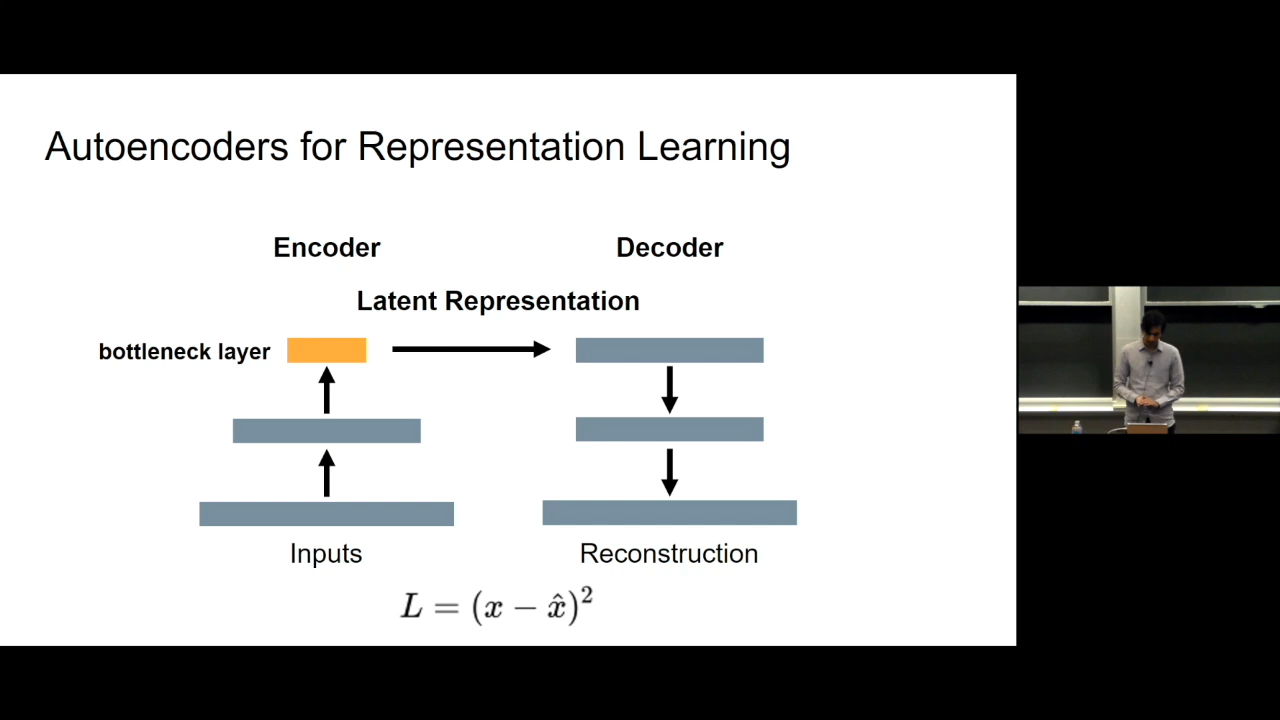 Autoencoders for Representation Learning
Encoder
Decoder
Latent Representation
bottleneck layer
Inputs
Reconstruction
L = (x − x̂)²